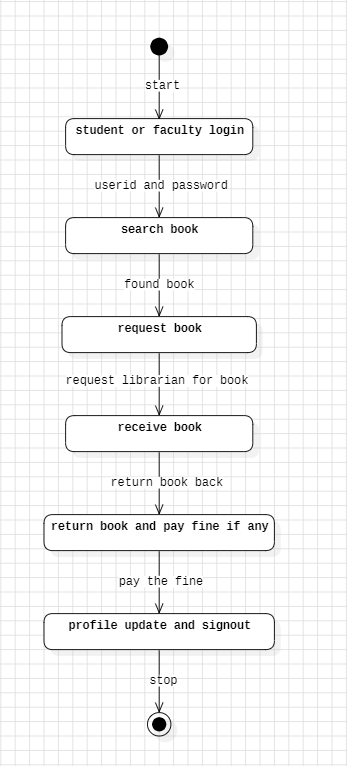 start
student or faculty login
userid and password
search book
found book
request book
request librarian for book
receive book
return book back
return book and pay fine if any
pay the fine
profile update and signout
stop